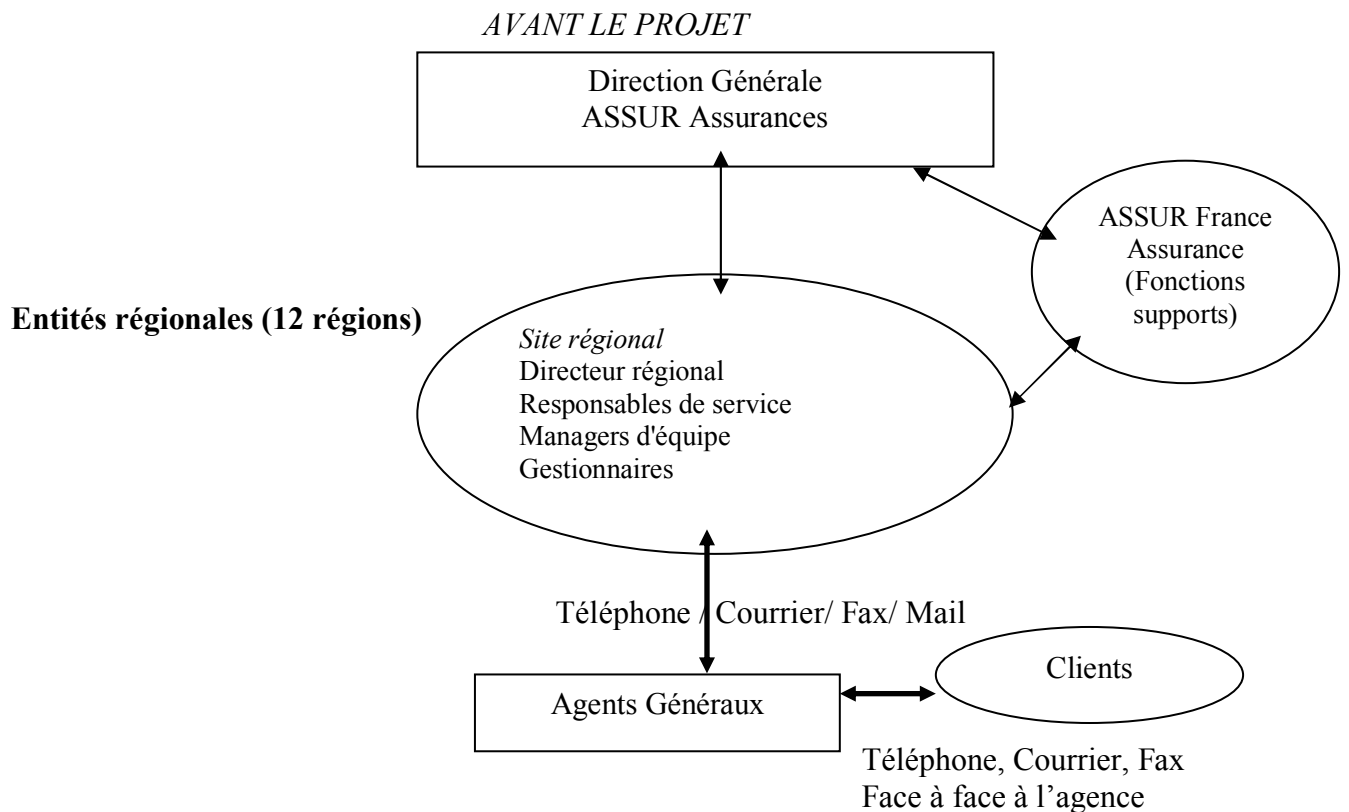 AVANT LE PROJET
Direction Générale
ASSUR Assurances
ASSUR France
Assurance
(Fonctions
supports)
Entités régionales (12 régions)
Site régional
Directeur régional
Responsables de service
Managers d'équipe
Gestionnaires
Téléphone / Courrier/ Fax/ Mail
Clients
Agents Généraux
Téléphone, Courrier, Fax
Face à face à l’agence